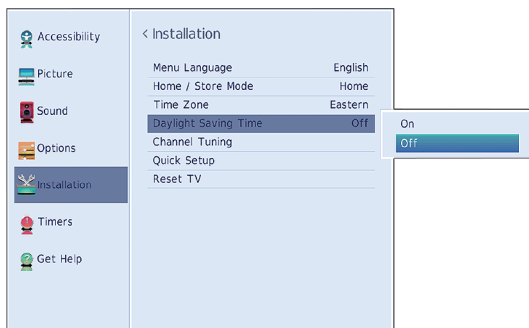 Accessibility
Picture
Sound
Options
Installation
Timers
Get Help
< Installation
Menu Language English
Home / Store Mode Home
Time Zone Eastern
Daylight Saving Time Off
Channel Tuning
Quick Setup
Reset TV
On
Off